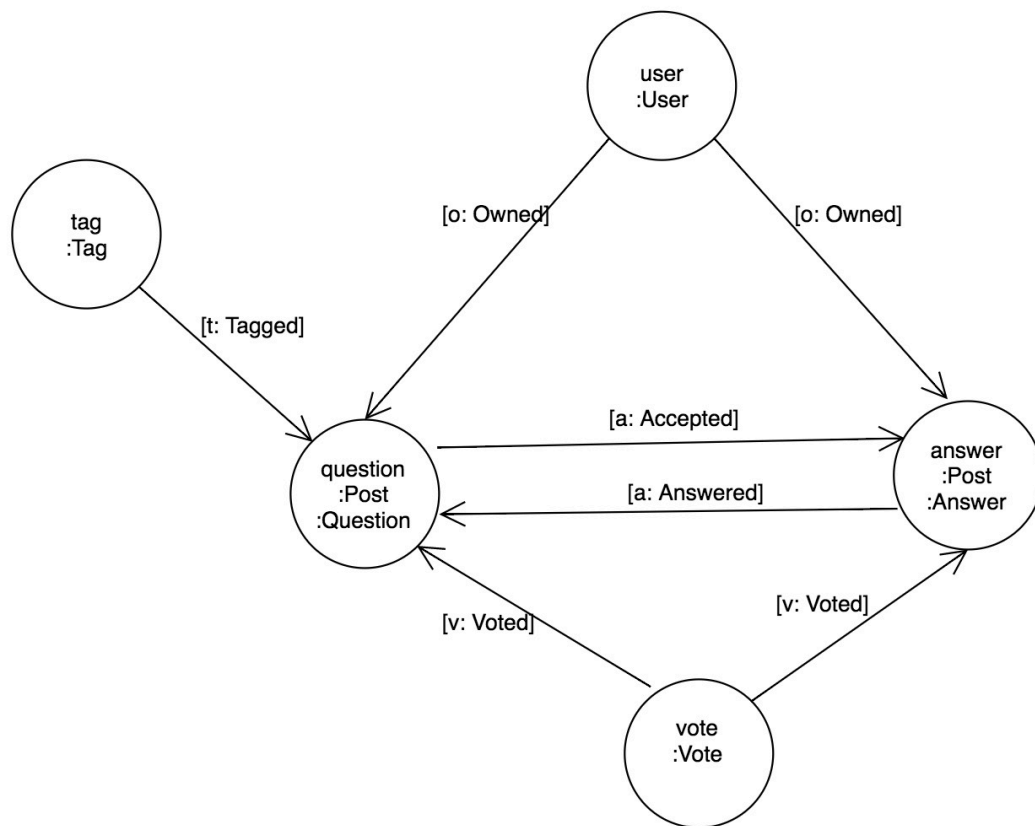 user
:User
tag
:Tag
[o: Owned]
[o: Owned]
[t: Tagged]
[a: Accepted]
question
:Post
:Question
answer
:Post
:Answer
[a: Answered]
[v: Voted]
[v: Voted]
vote
:Vote